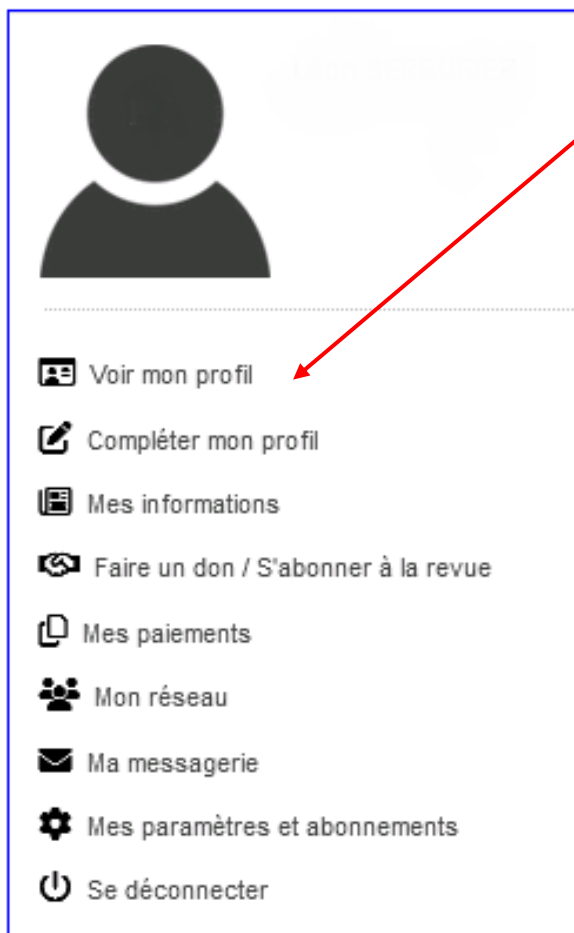 Voir mon profil
Compléter mon profil
Mes informations
Faire un don / S'abonner à la revue
Mes paiements
Mon réseau
Ma messagerie
Mes paramètres et abonnements
Se déconnecter